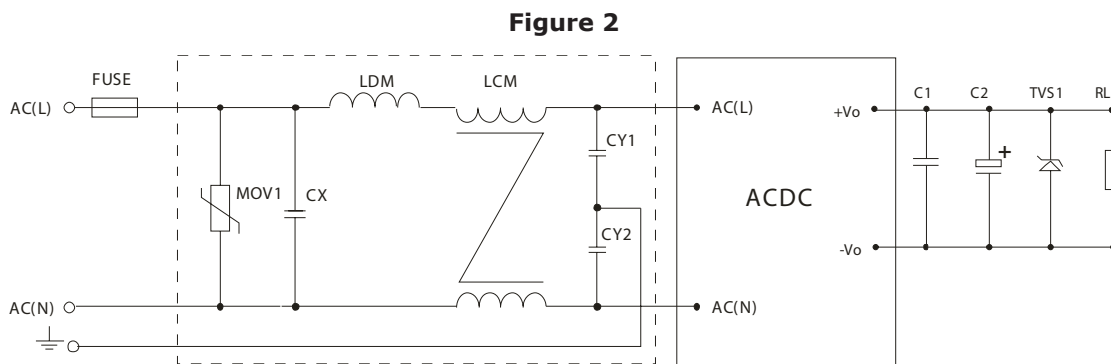 Figure 2
FUSE
LDM
LCM
AC(L)
AC(L)
+Vo
C1
C2
TVS1
RL
CY1
+
MOV1
CX
ACDC
CY2
-Vo
AC(N)
AC(N)